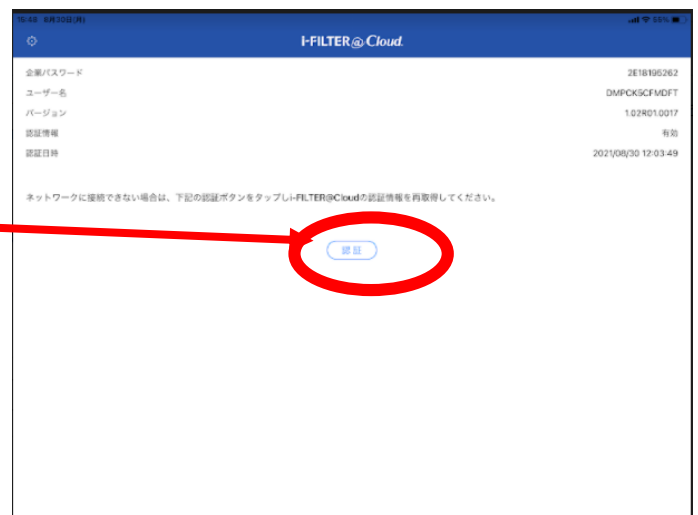 15:48 8月30日(月)
55%
i-FILTER@Cloud
企業パスワード 2E18195262
ユーザー名 DMPCKSCFMDFT
バージョン 1.02R01.0017
認証情報 有効
認証日時 2021/08/30 12:03:49
ネットワークに接続できない場合は、下記の認証ボタンをタップしi-FILTER@Cloudの認証情報を再取得してください。
認証